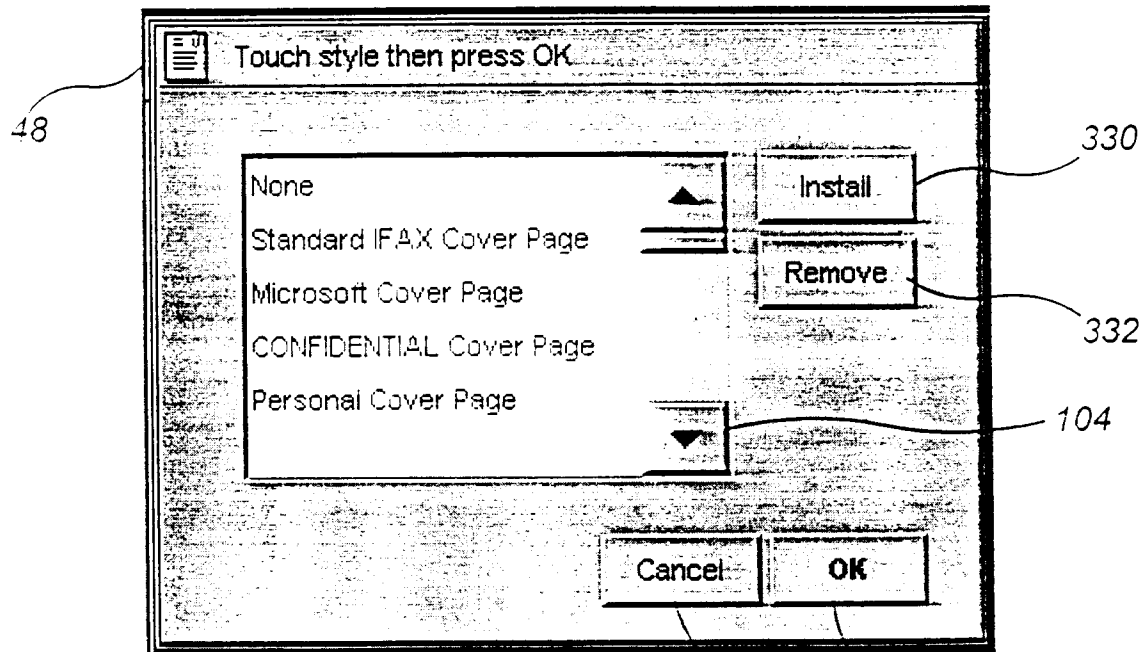 Touch style then press OK
48
330
None
Install
Standard IFAX Cover Page
Remove
Microsoft Cover Page
332
CONFIDENTIAL Cover Page
Personal Cover Page
104
Cancel
OK